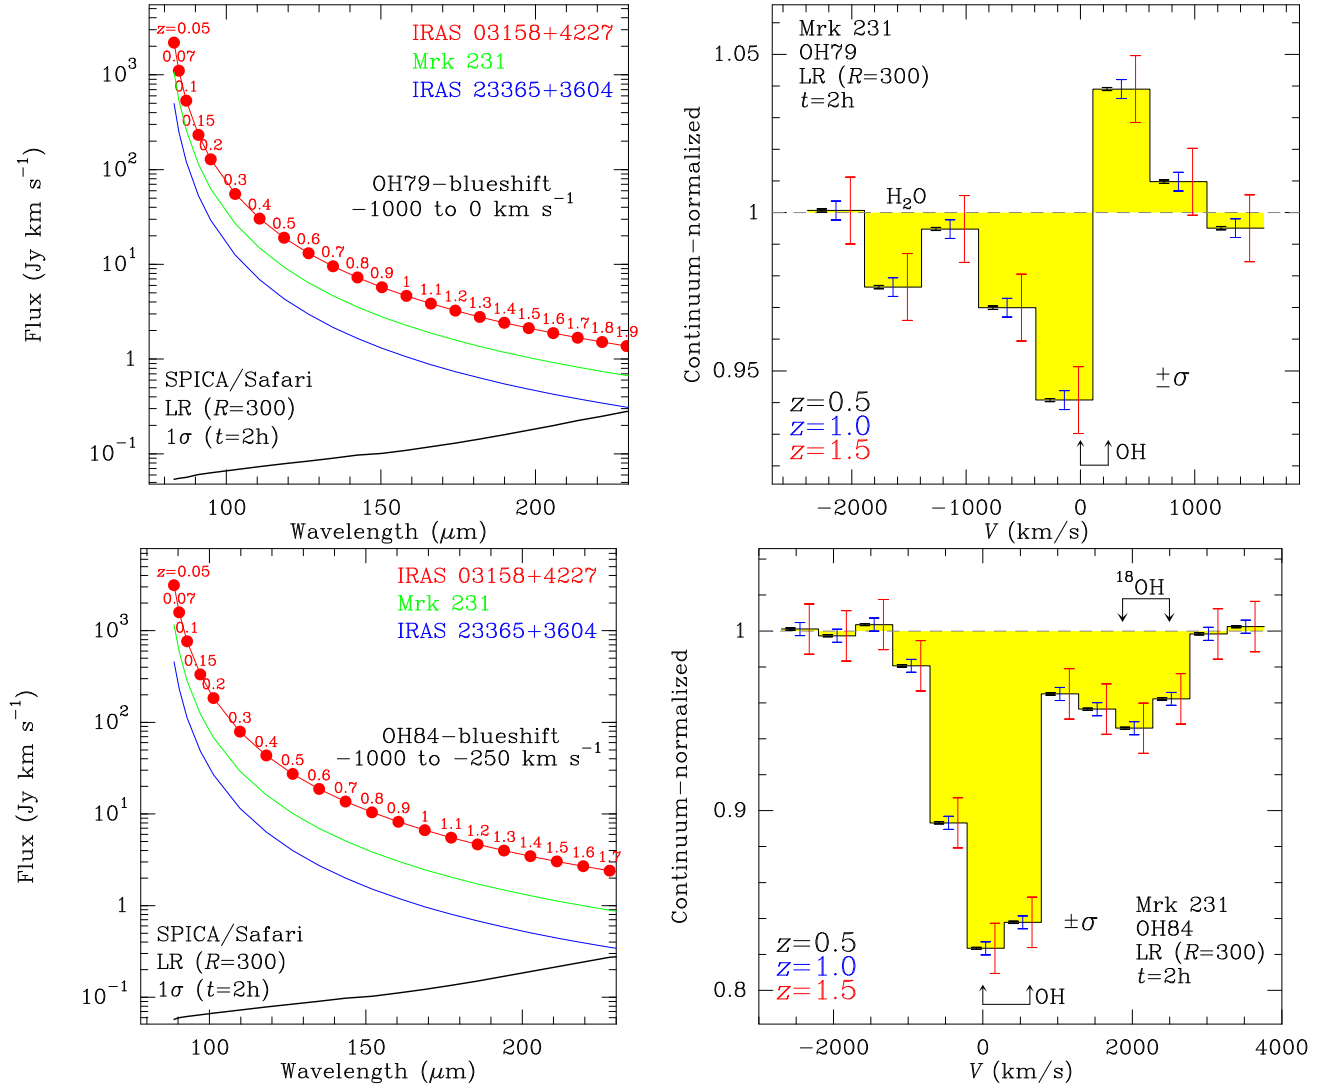 IRAS 03158+4227
Mrk 231
IRAS 23365+3604
z=0.05
0.07
0.1
0.15
0.2
0.3
0.4
0.5
0.6
0.7
0.8
0.9
1
1.1
1.2
1.3
1.4
1.5
1.6
1.7
1.8
1.9
OH79−blueshift
−1000 to 0 km s⁻¹
SPICA/Safari
LR (R=300)
1σ (t=2h)
10³
10²
10
1
10⁻¹
Flux (Jy km s⁻¹)
100 150 200
Wavelength (μm)
Mrk 231
OH79
LR (R=300)
t=2h
H₂O
±σ
z=0.5
z=1.0
z=1.5
OH
1.05
1
0.95
Continuum−normalized
−2000 −1000 0 1000
V (km/s)
IRAS 03158+4227
Mrk 231
IRAS 23365+3604
z=0.05
0.07
0.1
0.15
0.2
0.3
0.4
0.5
0.6
0.7
0.8
0.9
1
1.1
1.2
1.3
1.4
1.5
1.6
1.7
OH84−blueshift
−1000 to −250 km s⁻¹
SPICA/Safari
LR (R=300)
1σ (t=2h)
10³
10²
10¹
1
10⁻¹
Flux (Jy km s⁻¹)
100 150 200
Wavelength (μm)
¹⁸OH
±σ
Mrk 231
OH84
LR (R=300)
t=2h
z=0.5
z=1.0
z=1.5
OH
1
0.9
0.8
Continuum−normalized
−2000 0 2000 4000
V (km/s)